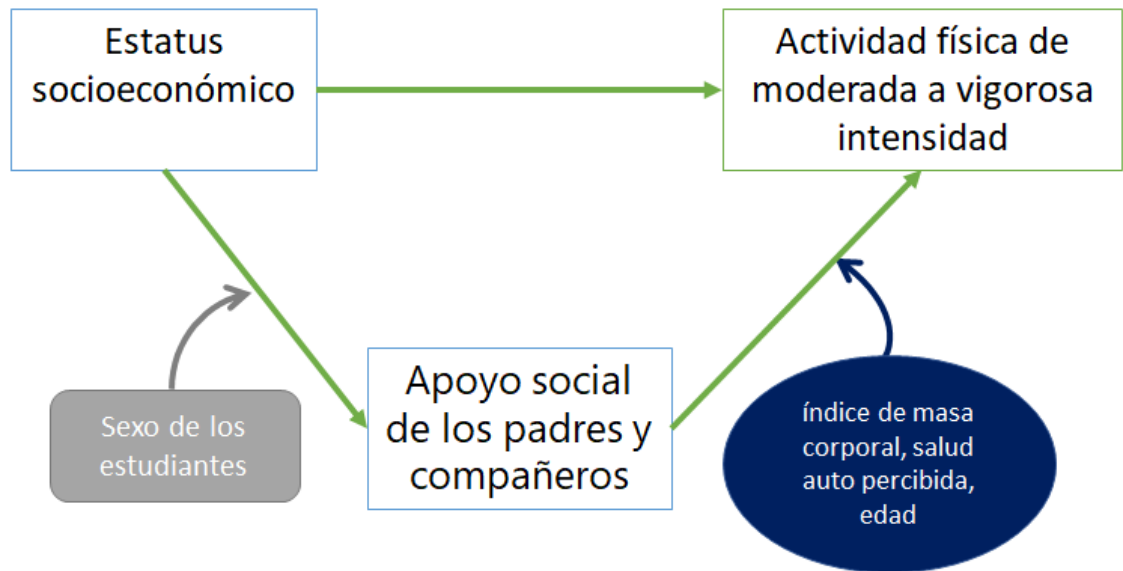 Estatus
socioeconómico
Actividad física de
moderada a vigorosa
intensidad
Sexo de los
estudiantes
Apoyo social
de los padres y
compañeros
índice de masa
corporal, salud
auto percibida,
edad